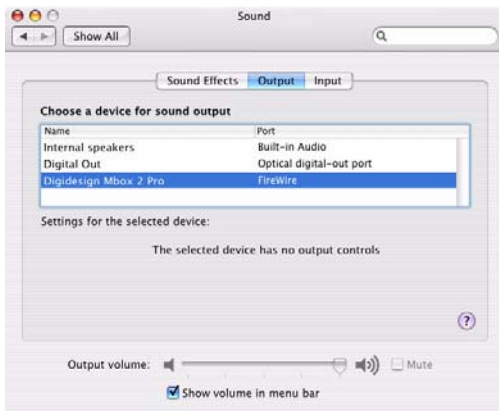 Sound
Show All
Sound Effects Output Input
Choose a device for sound output
Name Port
Internal speakers Built-in Audio
Digital Out Optical digital-out port
Digidesign Mbox 2 Pro FireWire
Settings for the selected device:
The selected device has no output controls
?
Output volume: Mute
Show volume in menu bar